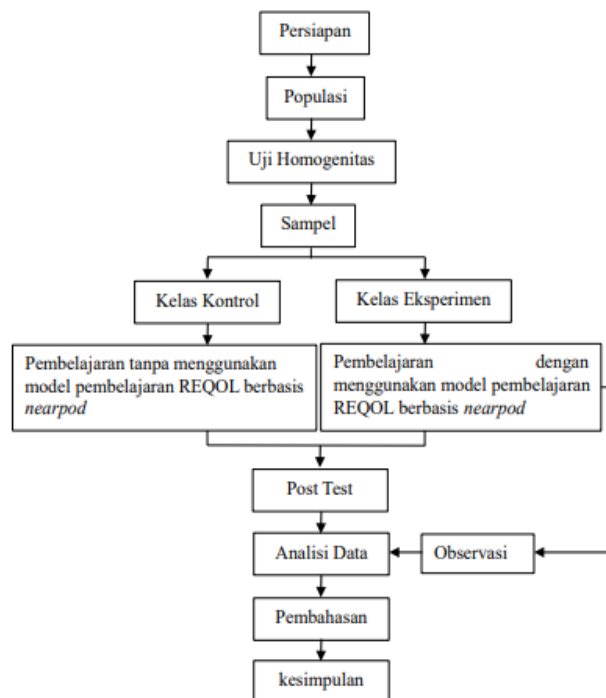 Persiapan
Populasi
Uji Homogenitas
Sampel
Kelas Kontrol
Kelas Eksperimen
Pembelajaran tanpa menggunakan
model pembelajaran REQOL berbasis
nearpod
Pembelajaran dengan
menggunakan model pembelajaran
REQOL berbasis nearpod
Post Test
Analisi Data
Observasi
Pembahasan
kesimpulan